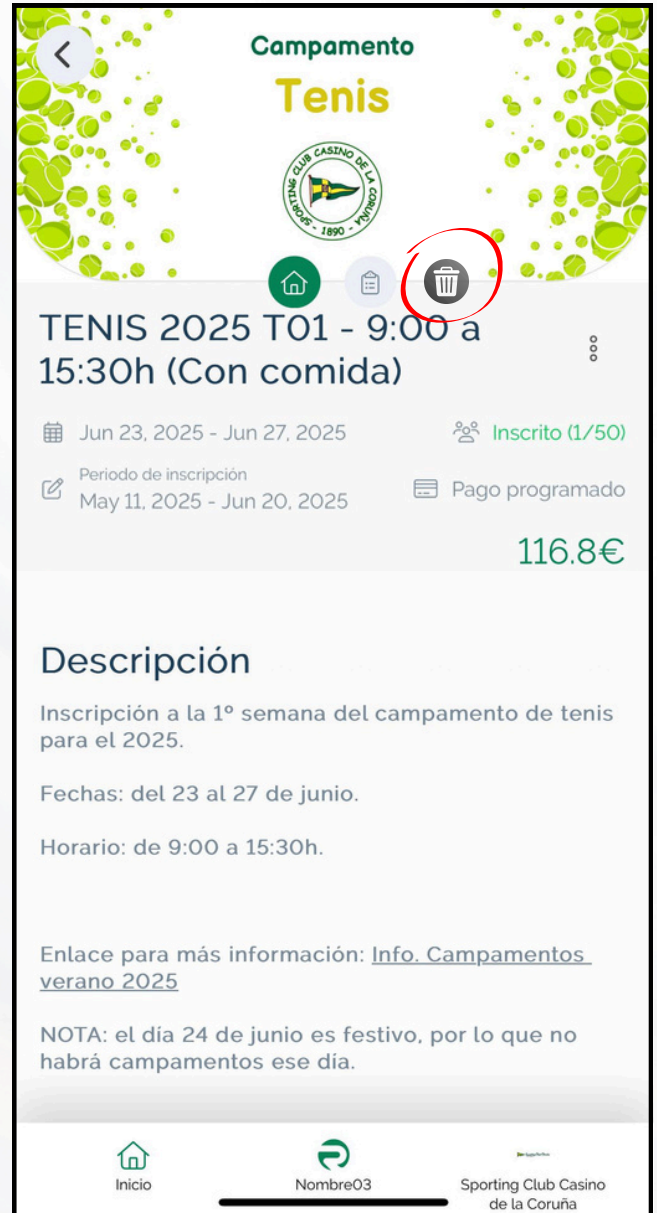 Campamento
Tenis
SPORTING CLUB CASINO DE LA CORUÑA
- 1890 -
TENIS 2025 T01 - 9:00 a
15:30h (Con comida)
Jun 23, 2025 - Jun 27, 2025
Inscrito (1/50)
Periodo de inscripción
May 11, 2025 - Jun 20, 2025
Pago programado
116.8€
Descripción
Inscripción a la 1º semana del campamento de tenis
para el 2025.
Fechas: del 23 al 27 de junio.
Horario: de 9:00 a 15:30h.
Enlace para más información: Info. Campamentos
verano 2025
NOTA: el día 24 de junio es festivo, por lo que no
habrá campamentos ese día.
Inicio
Nombre03
Sporting Club Casino
de la Coruña